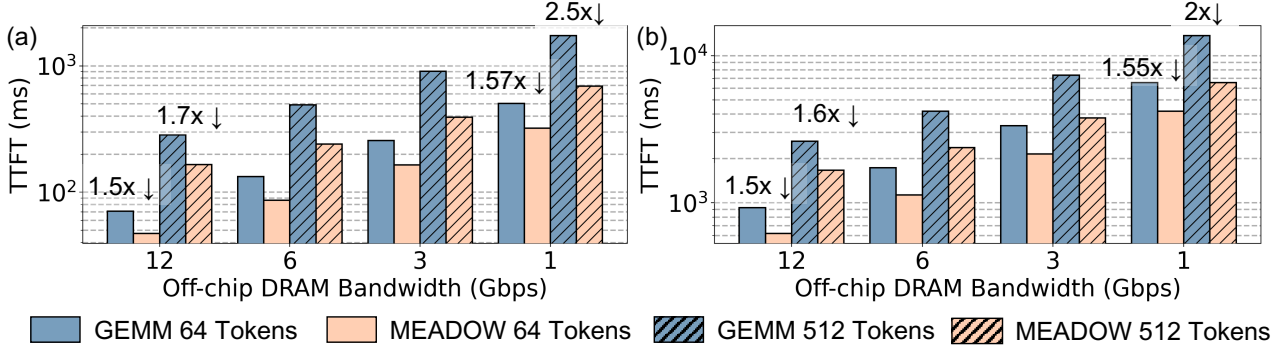 (a)
2.5x↓
10³
1.57x ↓
1.7x ↓
10²
1.5x ↓
TTFT (ms)
12 6 3 1
Off-chip DRAM Bandwidth (Gbps)
(b)
2x↓
10⁴
1.55x ↓
1.6x ↓
1.5x ↓
10³
TTFT (ms)
12 6 3 1
Off-chip DRAM Bandwidth (Gbps)
GEMM 64 Tokens MEADOW 64 Tokens GEMM 512 Tokens MEADOW 512 Tokens